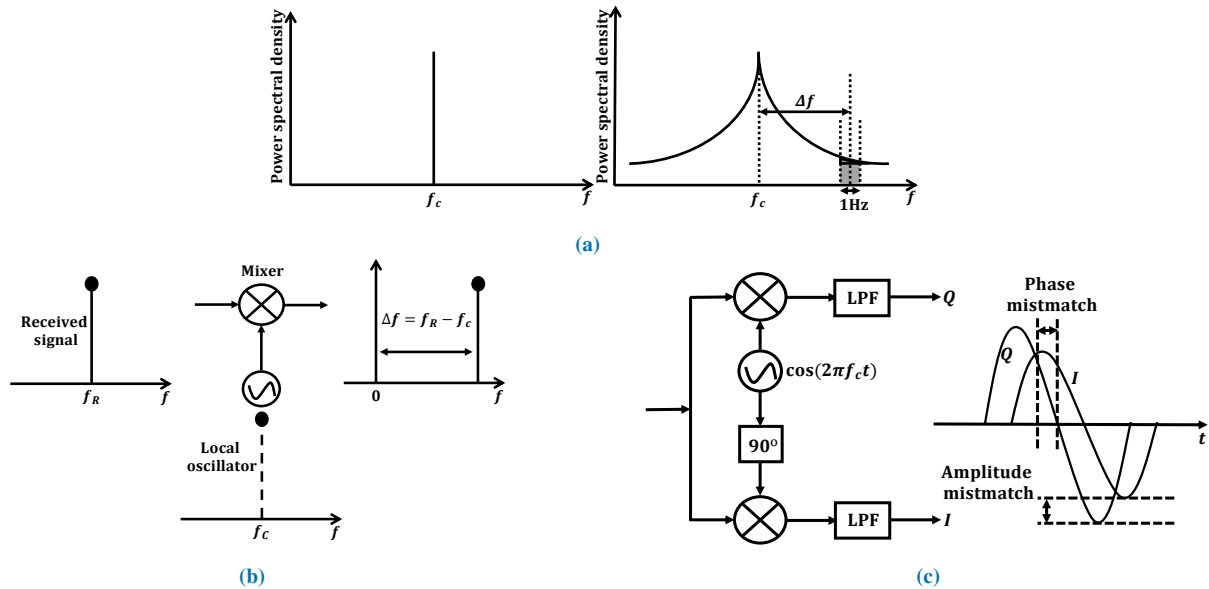 Power spectral density
f_c
f
Power spectral density
Δf
f_c
1Hz
f
(a)
Received
signal
f_R
f
Mixer
Local
oscillator
f_C
f
Δf = f_R − f_c
0
f
(b)
LPF
Q
cos(2πf_ct)
90°
LPF
I
Phase
mistmatch
Q
I
t
Amplitude
mistmatch
(c)